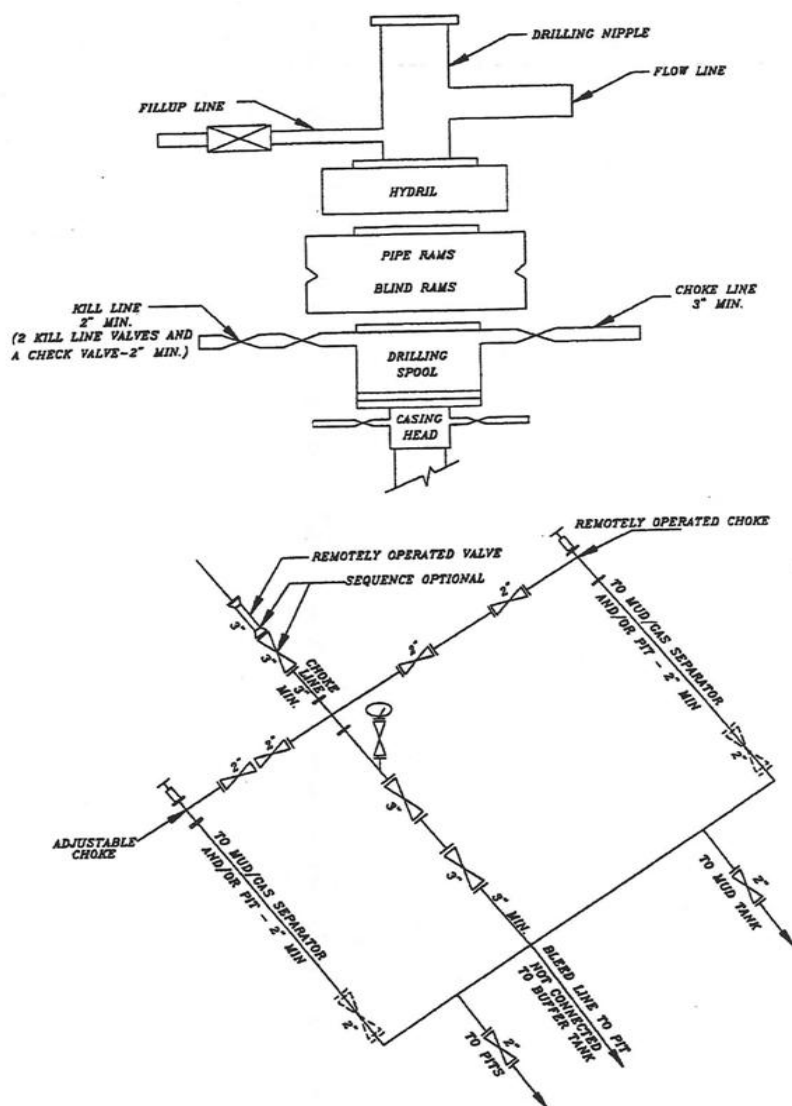 DRILLING NIPPLE
FLOW LINE
FILLUP LINE
HYDRIL
PIPE RAMS
BLIND RAMS
CHOKE LINE
3" MIN.
KILL LINE
2" MIN.
(2 KILL LINE VALVES AND
A CHECK VALVE-2" MIN.)
DRILLING
SPOOL
CASING
HEAD
REMOTELY OPERATED CHOKE
REMOTELY OPERATED VALVE
SEQUENCE OPTIONAL
3"
3"
CHOKE
LINE
3"
MIN.
2"
2"
TO MUD/GAS SEPARATOR
AND/OR PIT - 2" MIN
2"
2"
2"
ADJUSTABLE
CHOKE
TO MUD/GAS SEPARATOR
AND/OR PIT - 2" MIN
2"
3"
3"
3" MIN.
BLEED LINE TO PIT
NOT CONNECTED
TO BUFFER TANK
2"
TO MUD TANK
2"
TO PITS